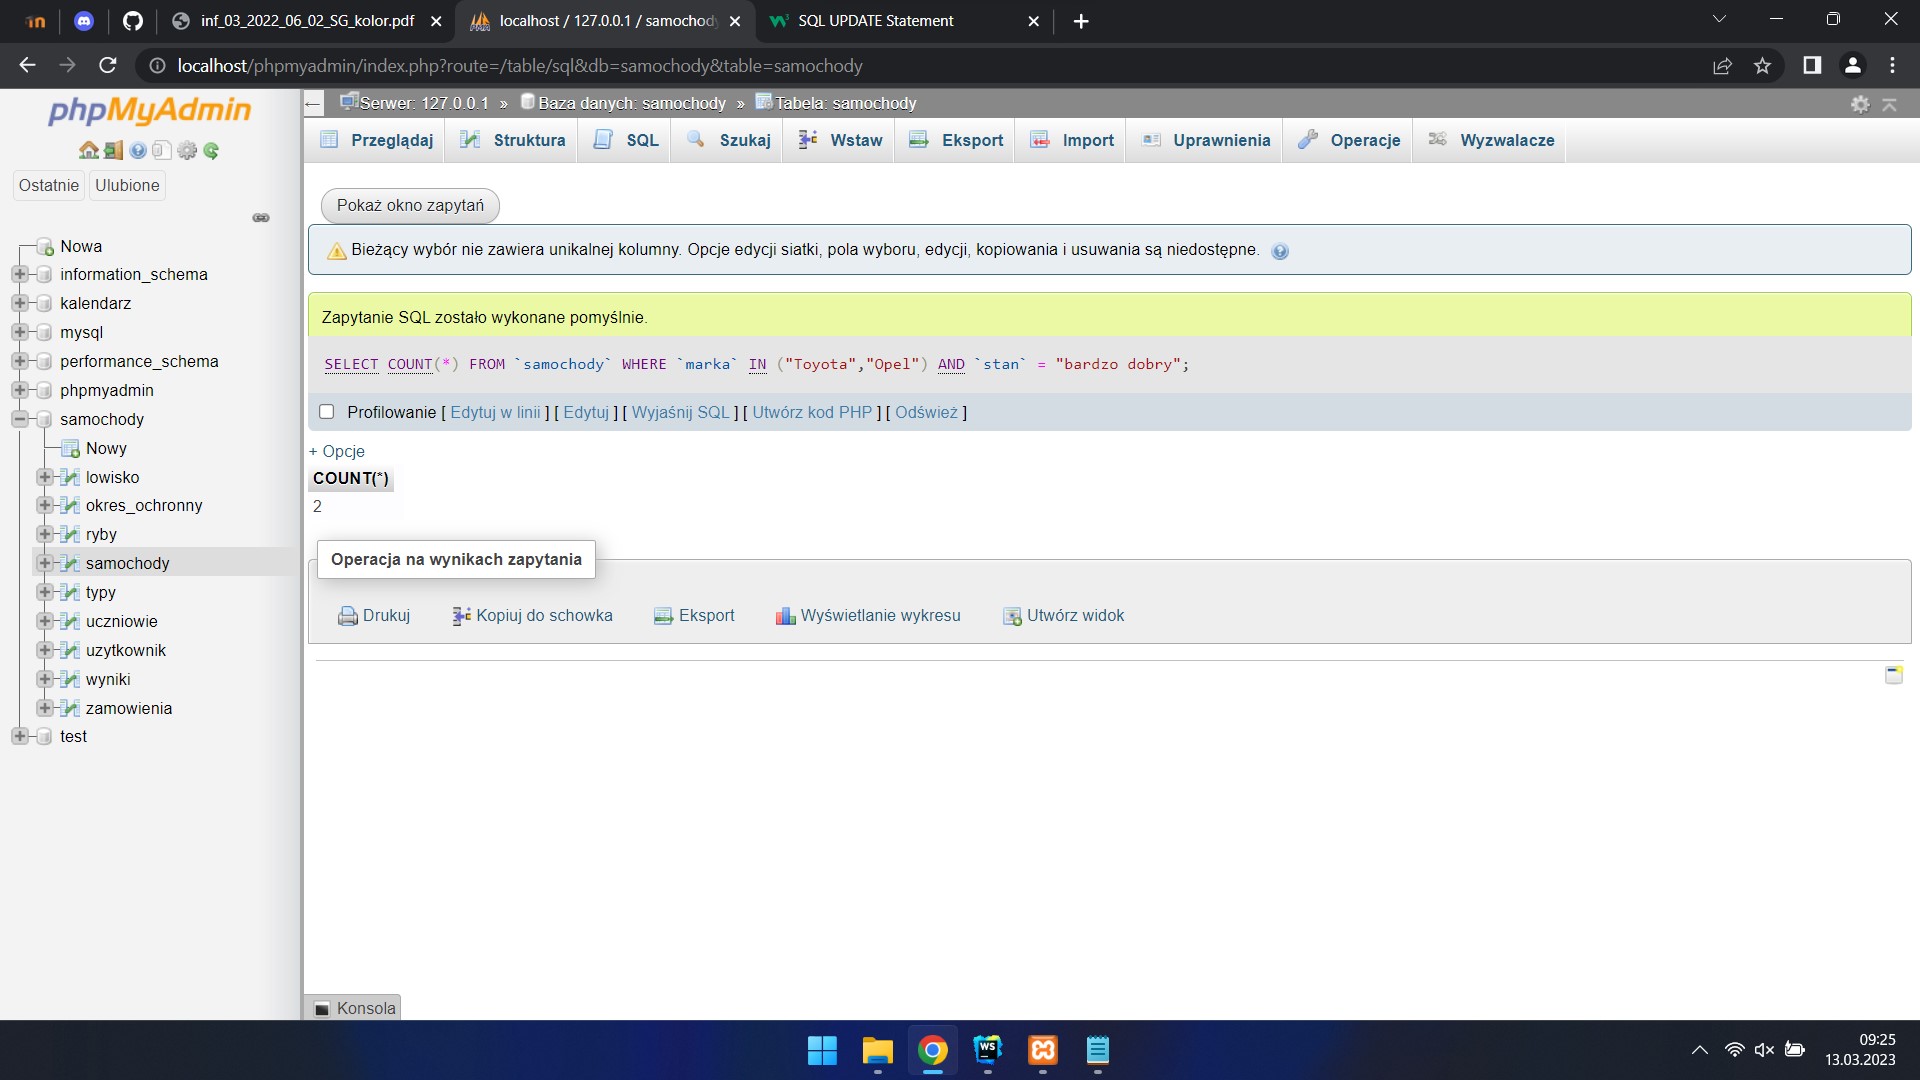 inf_03_2022_06_02_SG_kolor.pdf
localhost / 127.0.0.1 / samochody
SQL UPDATE Statement
localhost/phpmyadmin/index.php?route=/table/sql&db=samochody&table=samochody
phpMyAdmin
Ostatnie
Ulubione
Nowa
information_schema
kalendarz
mysql
performance_schema
phpmyadmin
samochody
Nowy
lowisko
okres_ochronny
ryby
samochody
typy
uczniowie
uzytkownik
wyniki
zamowienia
test
Serwer: 127.0.0.1 » Baza danych: samochody » Tabela: samochody
Przeglądaj
Struktura
SQL
Szukaj
Wstaw
Eksport
Import
Uprawnienia
Operacje
Wyzwalacze
Pokaż okno zapytań
Bieżący wybór nie zawiera unikalnej kolumny. Opcje edycji siatki, pola wyboru, edycji, kopiowania i usuwania są niedostępne.
Zapytanie SQL zostało wykonane pomyślnie.
SELECT COUNT(*) FROM `samochody` WHERE `marka` IN ("Toyota","Opel") AND `stan` = "bardzo dobry";
Profilowanie [ Edytuj w linii ] [ Edytuj ] [ Wyjaśnij SQL ] [ Utwórz kod PHP ] [ Odśwież ]
+ Opcje
COUNT(*)
2
Operacja na wynikach zapytania
Drukuj
Kopiuj do schowka
Eksport
Wyświetlanie wykresu
Utwórz widok
Konsola
WS
09:25
13.03.2023